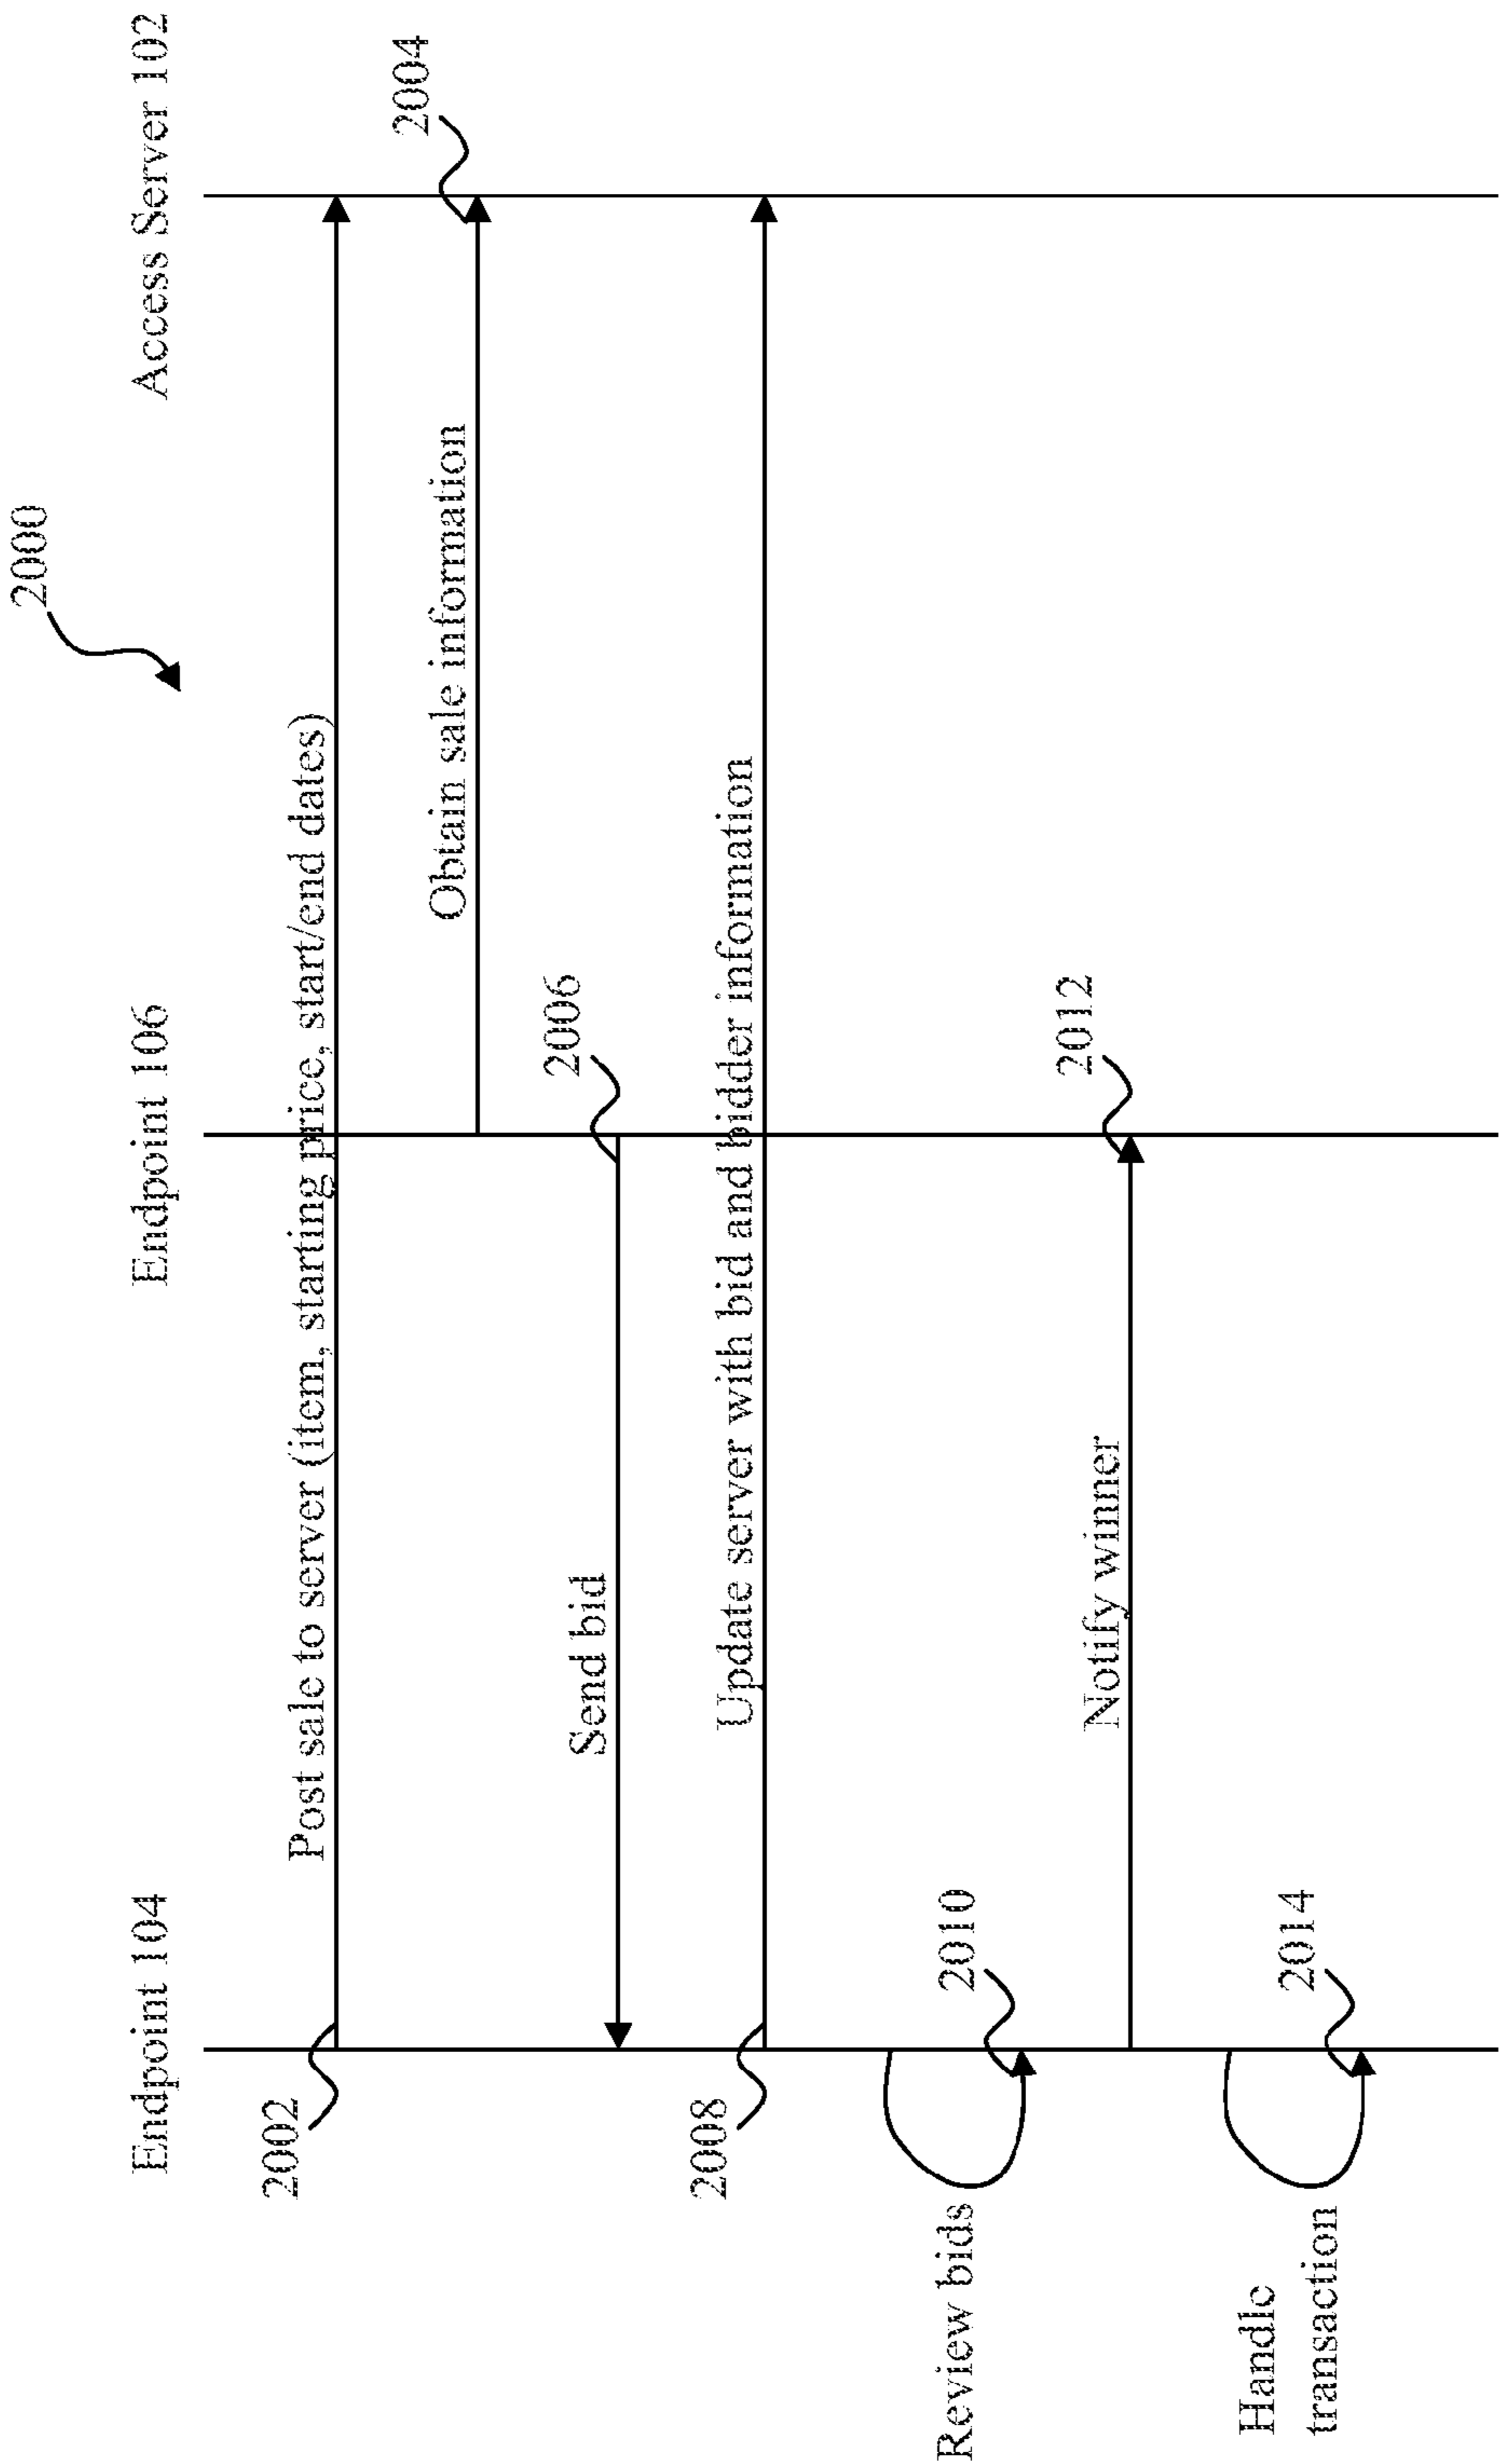 2000
Endpoint 104
Endpoint 106
Access Server 102
2002
Post sale to server (item, starting price, start/end dates)
2004
Obtain sale information
2006
Send bid
2008
Update server with bid and bidder information
2010
Review bids
2012
Notify winner
2014
Handle
transaction